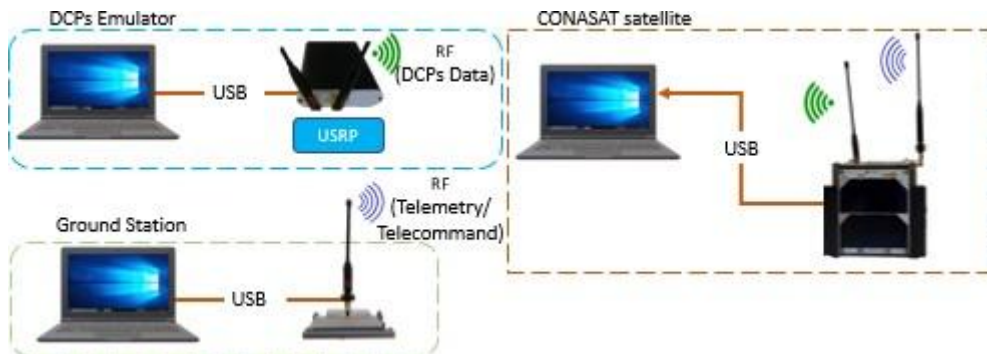 DCPs Emulator
USB
RF
(DCPs Data)
USRP
Ground Station
USB
RF
(Telemetry/
Telecommand)
CONASAT satellite
USB